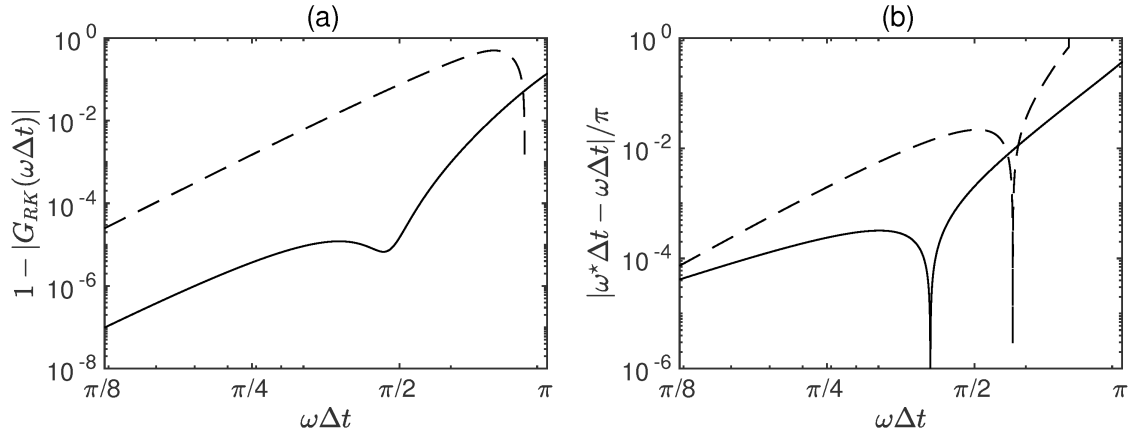 (a)
1 − |G_RK(ωΔt)|
10^0
10^-2
10^-4
10^-6
10^-8
π/8
π/4
π/2
π
ωΔt
(b)
|ω*Δt − ωΔt|/π
10^0
10^-2
10^-4
10^-6
π/8
π/4
π/2
π
ωΔt